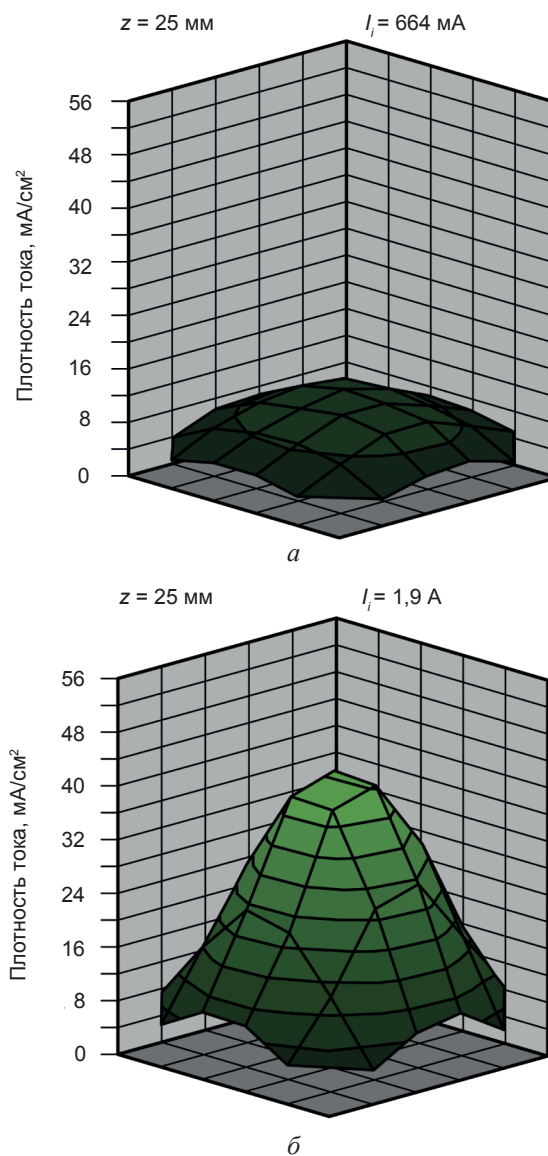 z = 25 мм
I_i = 664 мА
Плотность тока, мА/см²
56
48
40
32
24
16
8
0
а
z = 25 мм
I_i = 1,9 А
Плотность тока, мА/см²
56
48
40
32
24
16
8
0
б